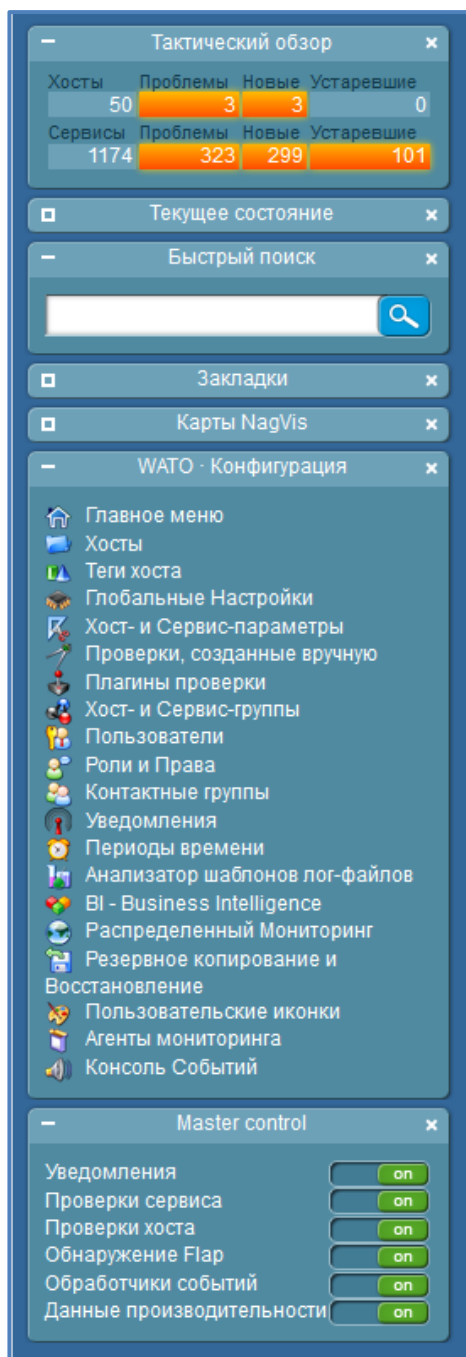 Тактический обзор
Хосты Проблемы Новые Устаревшие
50 3 3 0
Сервисы Проблемы Новые Устаревшие
1174 323 299 101
Текущее состояние
Быстрый поиск
Закладки
Карты NagVis
WATO · Конфигурация
Главное меню
Хосты
Теги хоста
Глобальные Настройки
Хост- и Сервис-параметры
Проверки, созданные вручную
Плагины проверки
Хост- и Сервис-группы
Пользователи
Роли и Права
Контактные группы
Уведомления
Периоды времени
Анализатор шаблонов лог-файлов
BI - Business Intelligence
Распределенный Мониторинг
Резервное копирование и
Восстановление
Пользовательские иконки
Агенты мониторинга
Консоль Событий
Master control
Уведомления on
Проверки сервиса on
Проверки хоста on
Обнаружение Flap on
Обработчики событий on
Данные производительности on